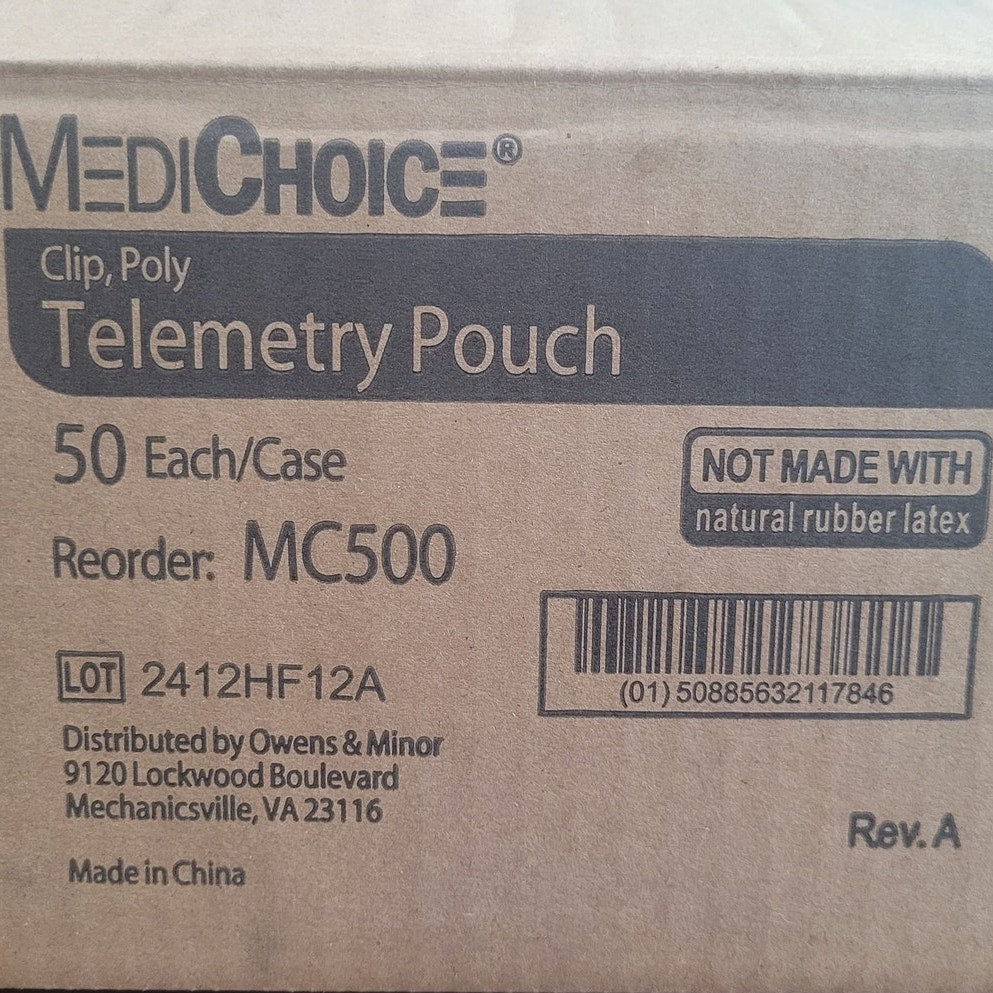 MEDICHOICE®
Clip, Poly
Telemetry Pouch
50 Each/Case
Reorder: MC500
NOT MADE WITH
natural rubber latex
(01) 50885632117846
LOT 2412HF12A
Distributed by Owens & Minor
9120 Lockwood Boulevard
Mechanicsville, VA 23116
Rev. A
Made in China